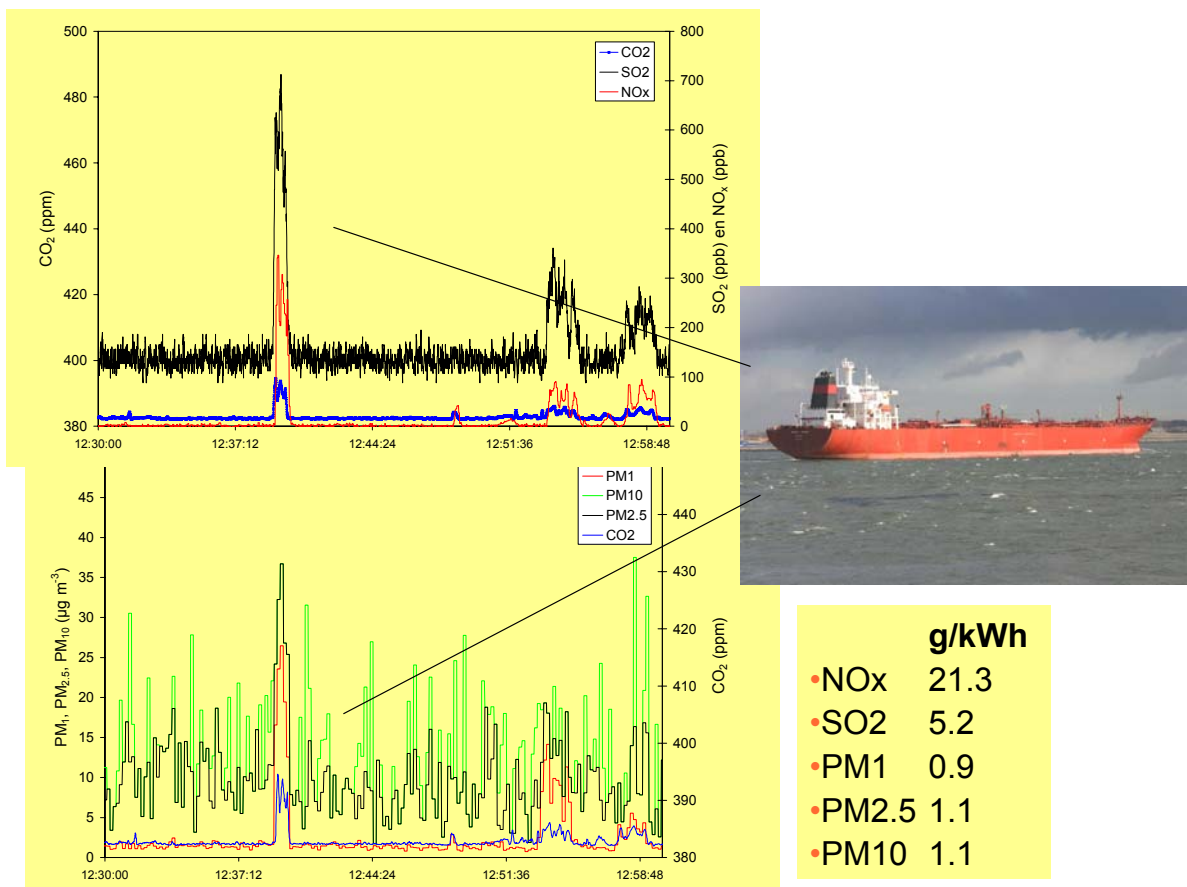 500
480
460
440
420
400
380
CO2 (ppm)
800
700
600
500
400
300
200
100
0
SO2 (ppb) en NOx (ppb)
CO2
SO2
NOx
12:30:00 12:37:12 12:44:24 12:51:36 12:58:48
45
40
35
30
25
20
15
10
5
0
PM1, PM2.5, PM10 (µg m-3)
440
430
420
410
400
390
380
CO2 (ppm)
PM1
PM10
PM2.5
CO2
12:30:00 12:37:12 12:44:24 12:51:36 12:58:48
g/kWh
•NOx 21.3
•SO2 5.2
•PM1 0.9
•PM2.5 1.1
•PM10 1.1